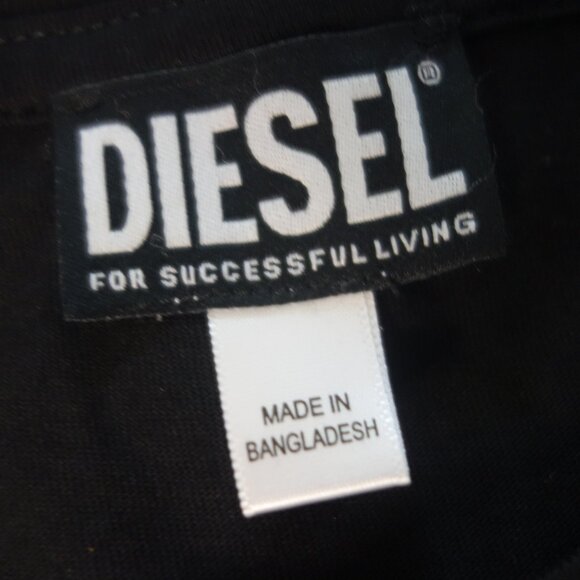 DIESEL®
FOR SUCCESSFUL LIVING
MADE IN
BANGLADESH